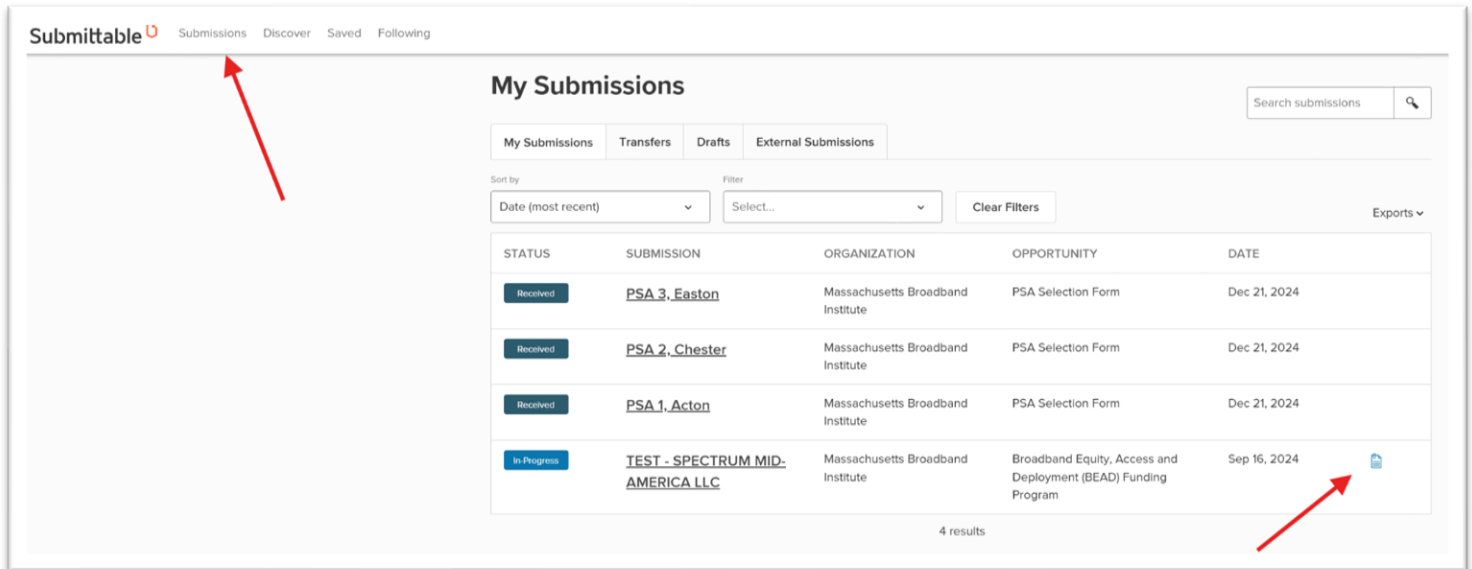 Submittable Submissions Discover Saved Following
My Submissions
Search submissions
My Submissions Transfers Drafts External Submissions
Sort by Filter
Date (most recent) Select... Clear Filters
Exports
STATUS SUBMISSION ORGANIZATION OPPORTUNITY DATE
Received PSA 3, Easton Massachusetts Broadband PSA Selection Form Dec 21, 2024
Institute
Received PSA 2, Chester Massachusetts Broadband PSA Selection Form Dec 21, 2024
Institute
Received PSA 1, Acton Massachusetts Broadband PSA Selection Form Dec 21, 2024
Institute
In-Progress TEST - SPECTRUM MID- Massachusetts Broadband Broadband Equity, Access and Sep 16, 2024
AMERICA LLC Institute Deployment (BEAD) Funding
Program
4 results